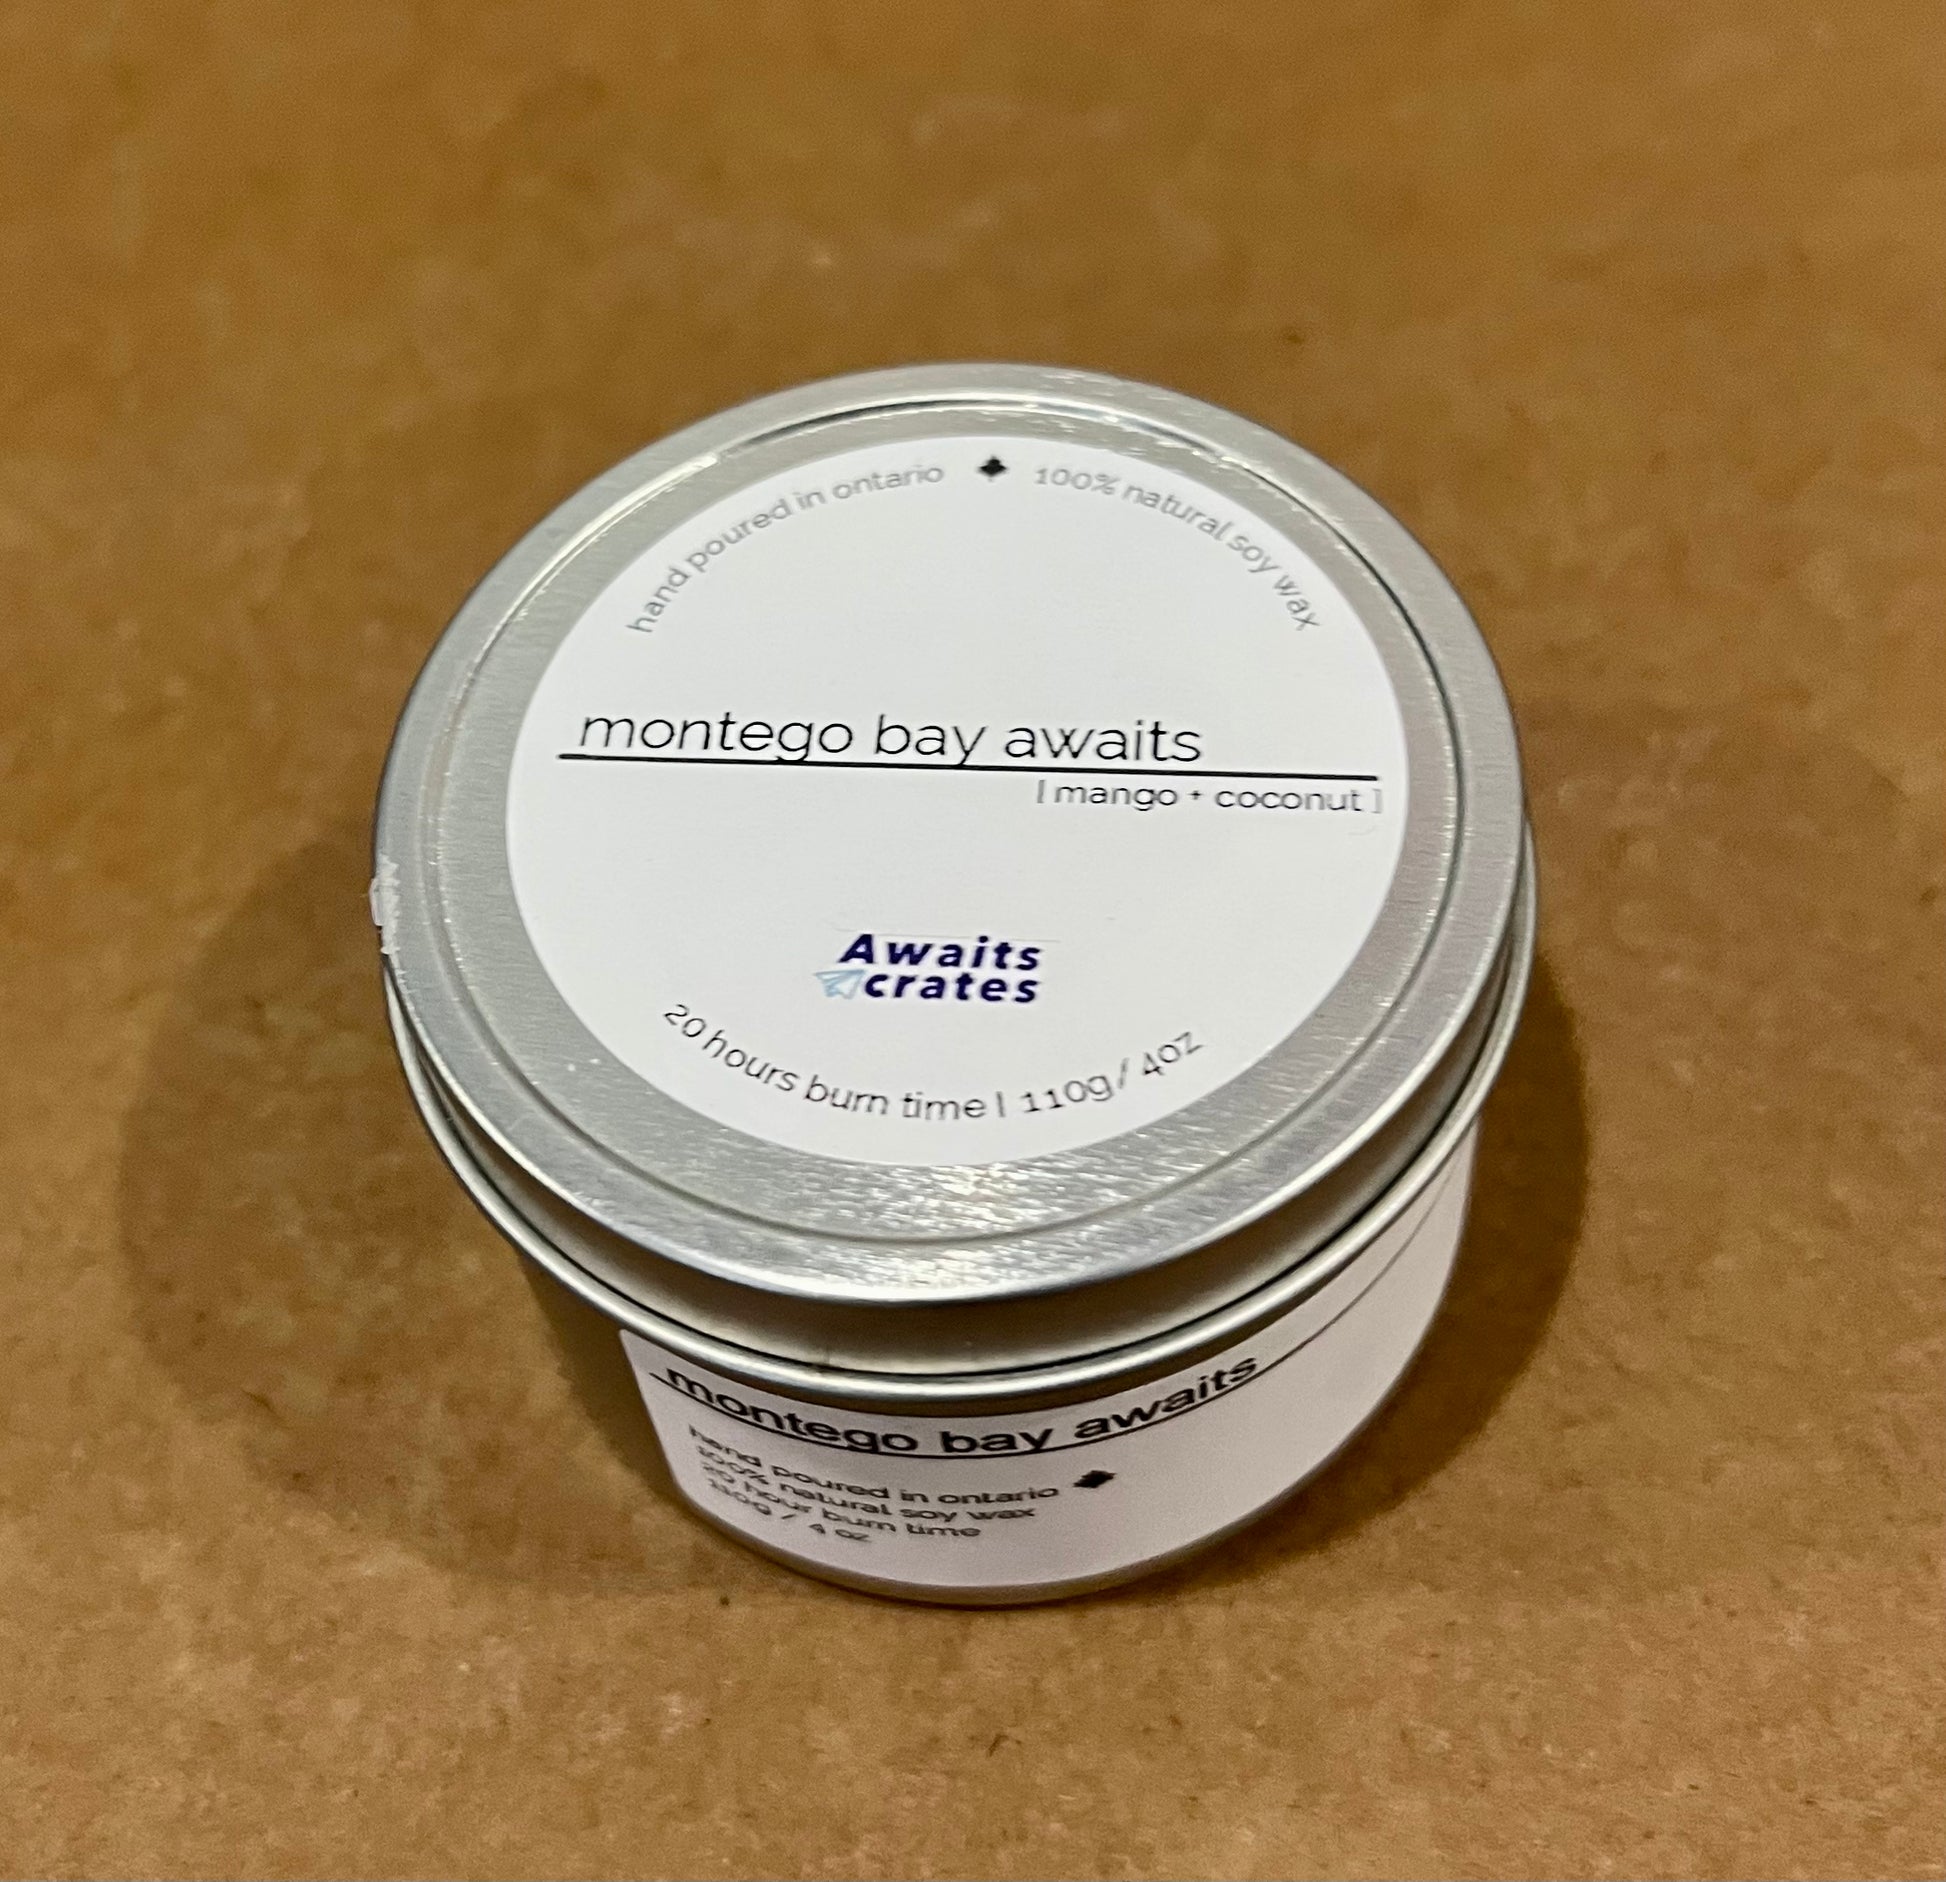 hand poured in ontario
100% natural soy wax
montego bay awaits
[ mango + coconut ]
Awaits
crates
20 hours burn time | 110g / 4oz
montego bay awaits
hand poured in ontario
100% natural soy wax
20 hour burn time
110g / 4 oz